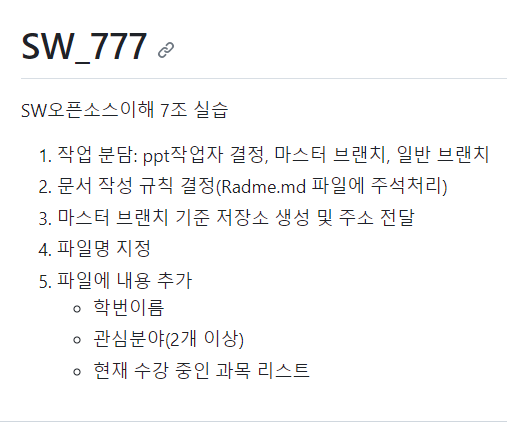 SW_777
SW오픈소스이해 7조 실습
1. 작업 분담: ppt작업자 결정, 마스터 브랜치, 일반 브랜치
2. 문서 작성 규칙 결정(Radme.md 파일에 주석처리)
3. 마스터 브랜치 기준 저장소 생성 및 주소 전달
4. 파일명 지정
5. 파일에 내용 추가
◦ 학번이름
◦ 관심분야(2개 이상)
◦ 현재 수강 중인 과목 리스트